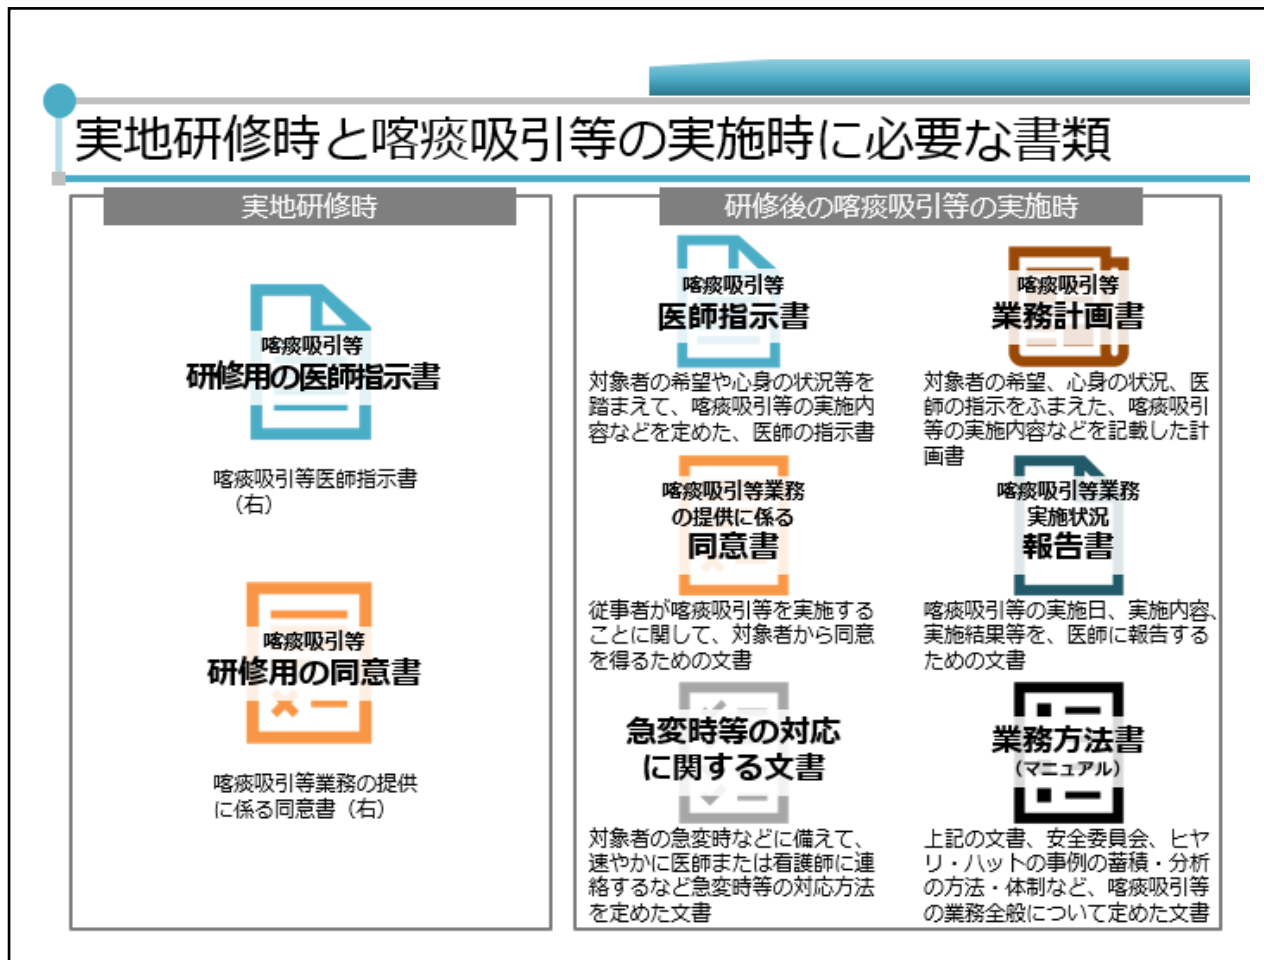 実地研修時と喀痰吸引等の実施時に必要な書類
実地研修時
喀痰吸引等
研修用の医師指示書
喀痰吸引等医師指示書
（右）
喀痰吸引等
研修用の同意書
喀痰吸引等業務の提供
に係る同意書（右）
研修後の喀痰吸引等の実施時
喀痰吸引等
医師指示書
対象者の希望や心身の状況等を
踏まえて、喀痰吸引等の実施内
容などを定めた、医師の指示書
喀痰吸引等
業務計画書
対象者の希望、心身の状況、医
師の指示をふまえた、喀痰吸引
等の実施内容などを記載した計
画書
喀痰吸引等業務
の提供に係る
同意書
従事者が喀痰吸引等を実施する
ことに関して、対象者から同意
を得るための文書
喀痰吸引等業務
実施状況
報告書
喀痰吸引等の実施日、実施内容、
実施結果等を、医師に報告する
ための文書
急変時等の対応
に関する文書
対象者の急変時などに備えて、
速やかに医師または看護師に連
絡するなど急変時等の対応方法
を定めた文書
業務方法書
（マニュアル）
上記の文書、安全委員会、ヒヤ
リ・ハットの事例の蓄積・分析
の方法・体制など、喀痰吸引等
の業務全般について定めた文書